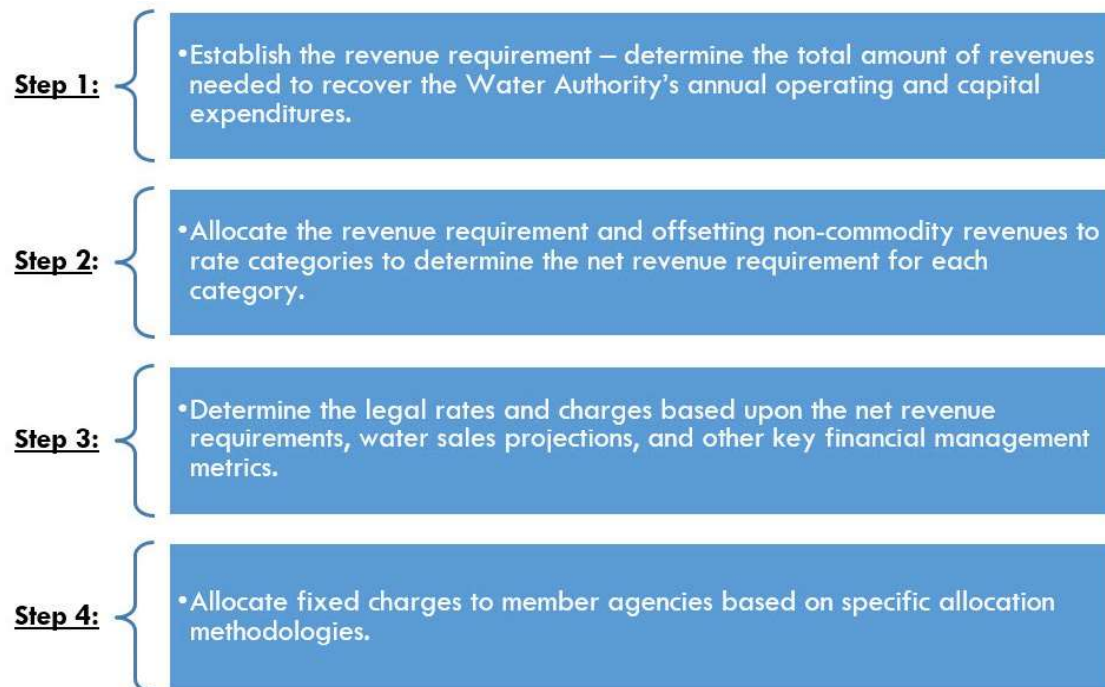 Step 1:
•Establish the revenue requirement – determine the total amount of revenues
needed to recover the Water Authority's annual operating and capital
expenditures.
Step 2:
•Allocate the revenue requirement and offsetting non-commodity revenues to
rate categories to determine the net revenue requirement for each
category.
Step 3:
•Determine the legal rates and charges based upon the net revenue
requirements, water sales projections, and other key financial management
metrics.
Step 4:
•Allocate fixed charges to member agencies based on specific allocation
methodologies.